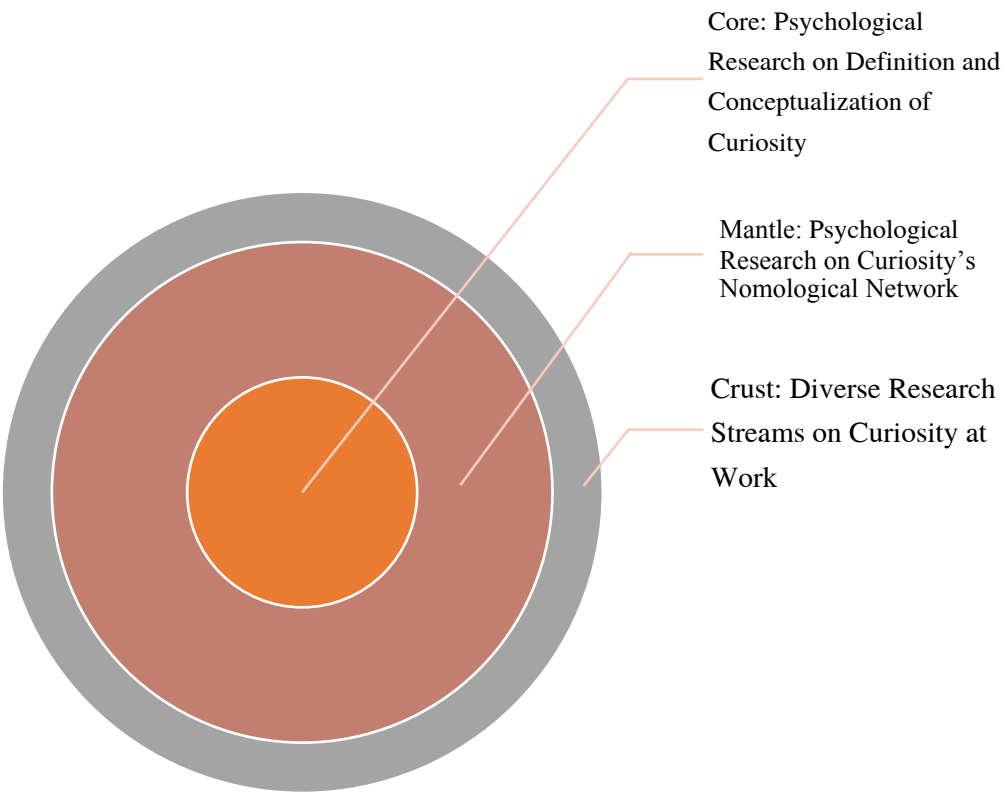 Core: Psychological
Research on Definition and
Conceptualization of
Curiosity
Mantle: Psychological
Research on Curiosity’s
Nomological Network
Crust: Diverse Research
Streams on Curiosity at
Work